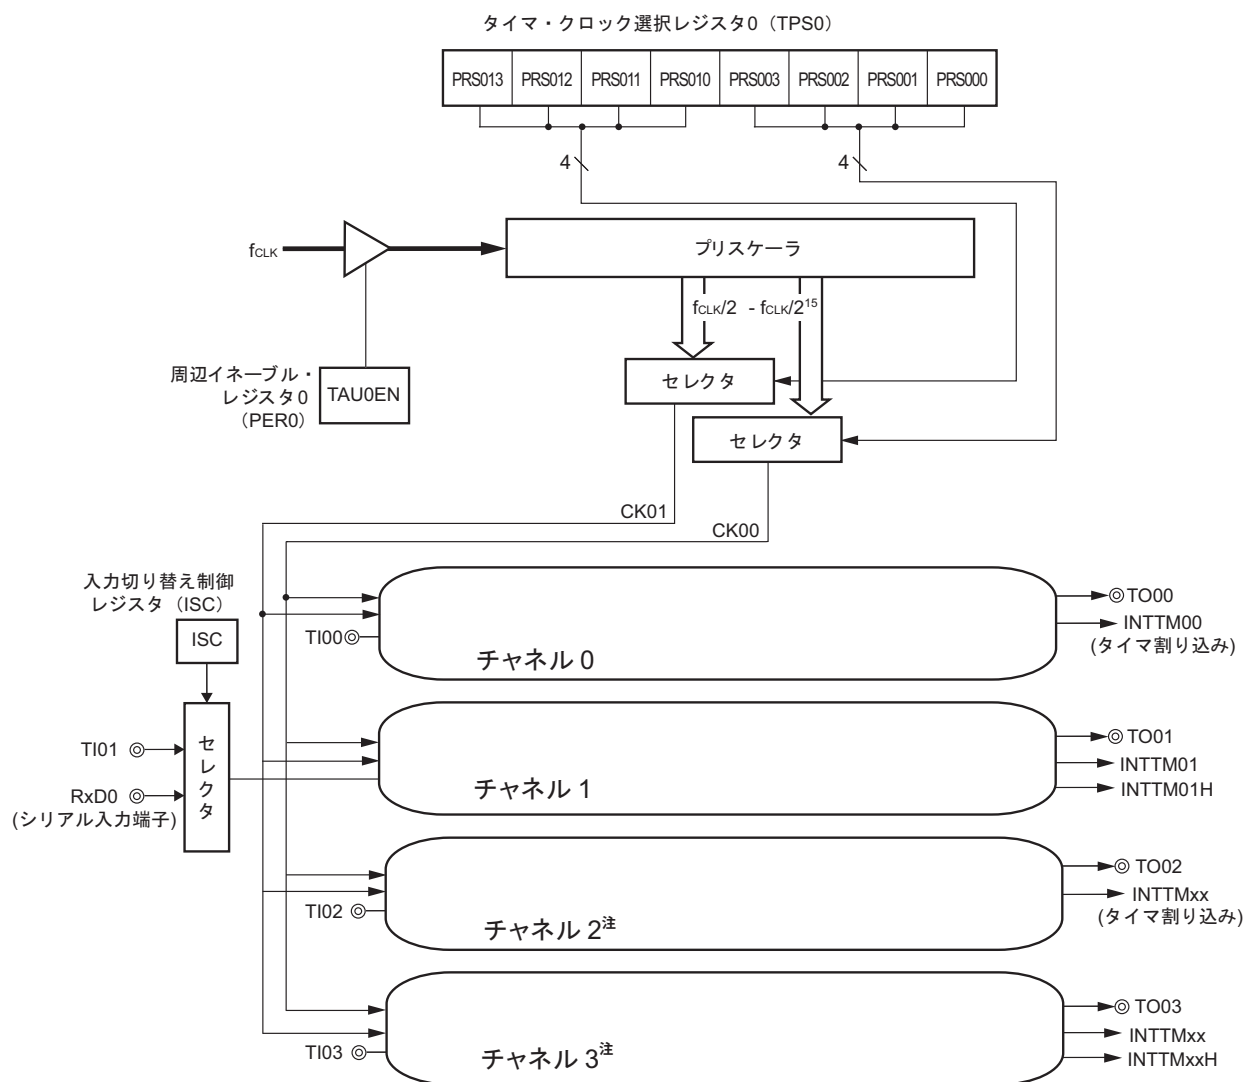 タイマ・クロック選択レジスタ0（TPS0）
PRS013 PRS012 PRS011 PRS010 PRS003 PRS002 PRS001 PRS000
4
4
fCLK
プリスケーラ
fCLK/2 - fCLK/2¹⁵
周辺イネーブル・
レジスタ0
（PER0）
TAU0EN
セレクタ
セレクタ
CK01
CK00
入力切り替え制御
レジスタ（ISC）
ISC
TI00
チャネル 0
TO00
INTTM00
(タイマ割り込み)
TI01
RxD0
(シリアル入力端子)
セレクタ
チャネル 1
TO01
INTTM01
INTTM01H
TI02
チャネル 2注
TO02
INTTMxx
(タイマ割り込み)
TI03
チャネル 3注
TO03
INTTMxx
INTTMxxH